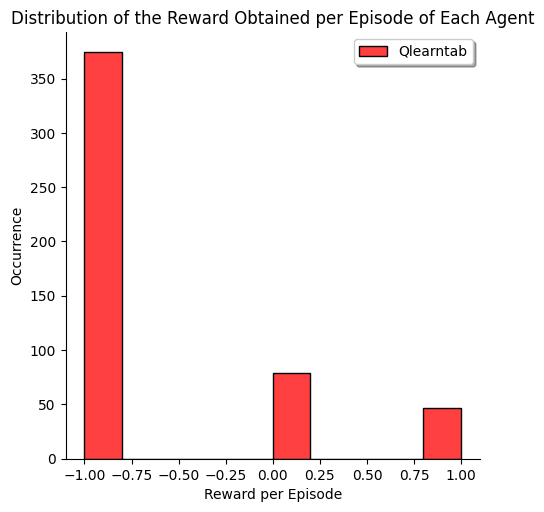 Distribution of the Reward Obtained per Episode of Each Agent
Qlearntab
350
300
250
200
150
100
50
0
Occurrence
−1.00 −0.75 −0.50 −0.25 0.00 0.25 0.50 0.75 1.00
Reward per Episode